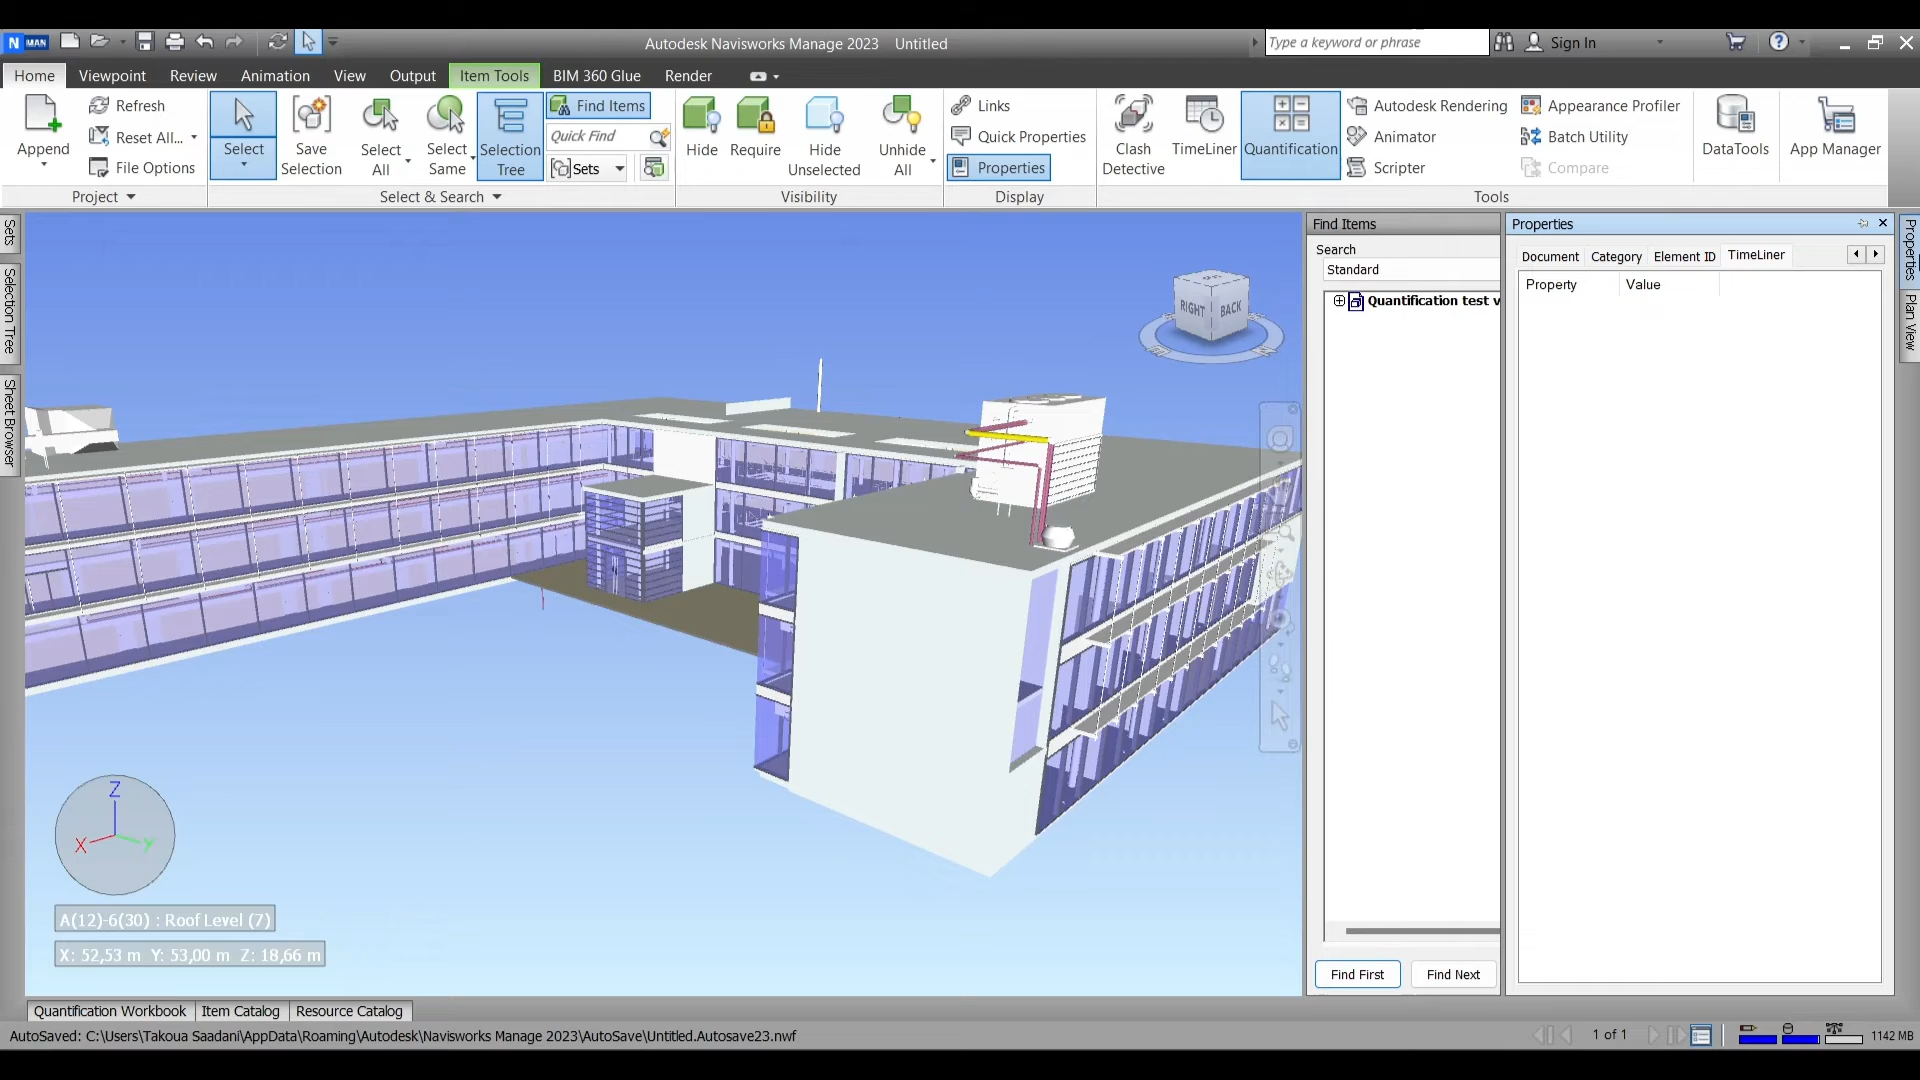 N MAN
Autodesk Navisworks Manage 2023 Untitled
Type a keyword or phrase
Sign In
Home Viewpoint Review Animation View Output Item Tools BIM 360 Glue Render
Append
Refresh
Reset All...
File Options
Project
Select
Save Selection
Select All
Select Same
Selection Tree
Find Items
Quick Find
Sets
Select & Search
Hide
Require
Hide Unselected
Unhide All
Visibility
Links
Quick Properties
Properties
Display
Clash Detective
TimeLiner
Quantification
Autodesk Rendering
Animator
Scripter
Appearance Profiler
Batch Utility
Compare
Tools
DataTools
App Manager
Sets
Selection Tree
Sheet Browser
RIGHT BACK
Find Items
Search
Standard
Quantification test v
Find First Find Next
Properties
Document Category Element ID TimeLiner
Property Value
Properties
Plan View
Z
X
Y
A(12)-6(30) : Roof Level (7)
X: 52,53 m Y: 53,00 m Z: 18,66 m
Quantification Workbook Item Catalog Resource Catalog
AutoSaved: C:\Users\Takoua Saadani\AppData\Roaming\Autodesk\Navisworks Manage 2023\AutoSave\Untitled.Autosave23.nwf
1 of 1
1142 MB